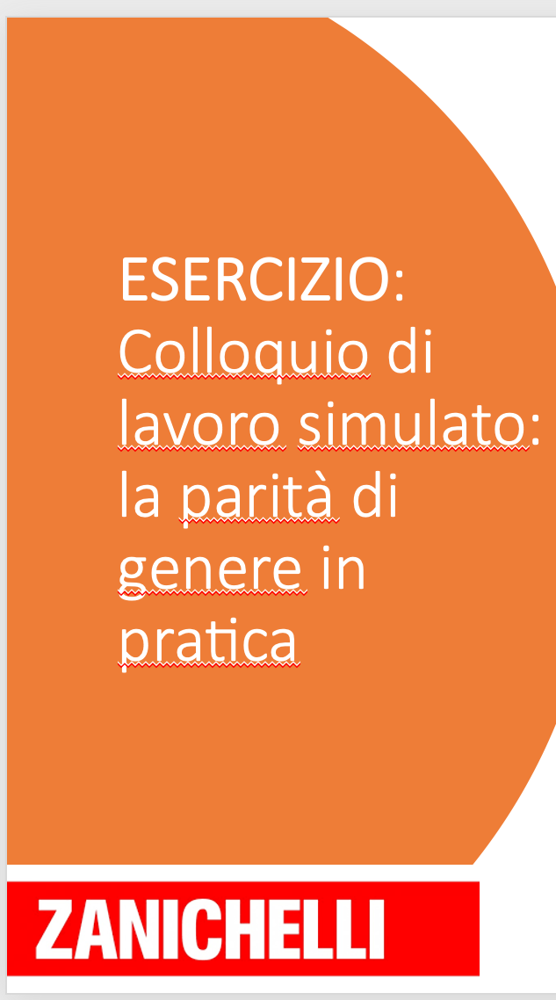 ESERCIZIO:
Colloquio di
lavoro simulato:
la parità di
genere in
pratica
ZANICHELLI